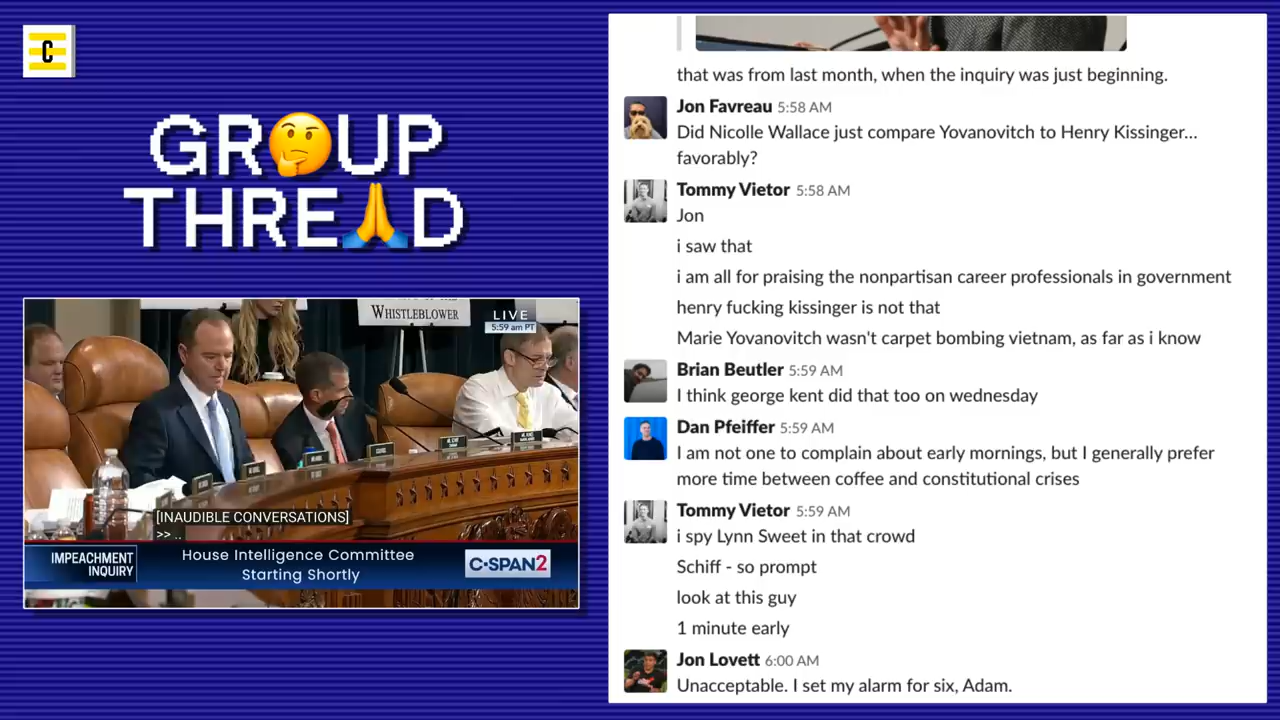 C
GR🤔UP
THRE🙏D
WHISTLEBLOWER
LIVE
5:59 am PT
[INAUDIBLE CONVERSATIONS]
>> ..
IMPEACHMENT
INQUIRY
House Intelligence Committee
Starting Shortly
C-SPAN2
that was from last month, when the inquiry was just beginning.
Jon Favreau 5:58 AM
Did Nicolle Wallace just compare Yovanovitch to Henry Kissinger...
favorably?
Tommy Vietor 5:58 AM
Jon
i saw that
i am all for praising the nonpartisan career professionals in government
henry fucking kissinger is not that
Marie Yovanovitch wasn't carpet bombing vietnam, as far as i know
Brian Beutler 5:59 AM
I think george kent did that too on wednesday
Dan Pfeiffer 5:59 AM
I am not one to complain about early mornings, but I generally prefer
more time between coffee and constitutional crises
Tommy Vietor 5:59 AM
i spy Lynn Sweet in that crowd
Schiff - so prompt
look at this guy
1 minute early
Jon Lovett 6:00 AM
Unacceptable. I set my alarm for six, Adam.